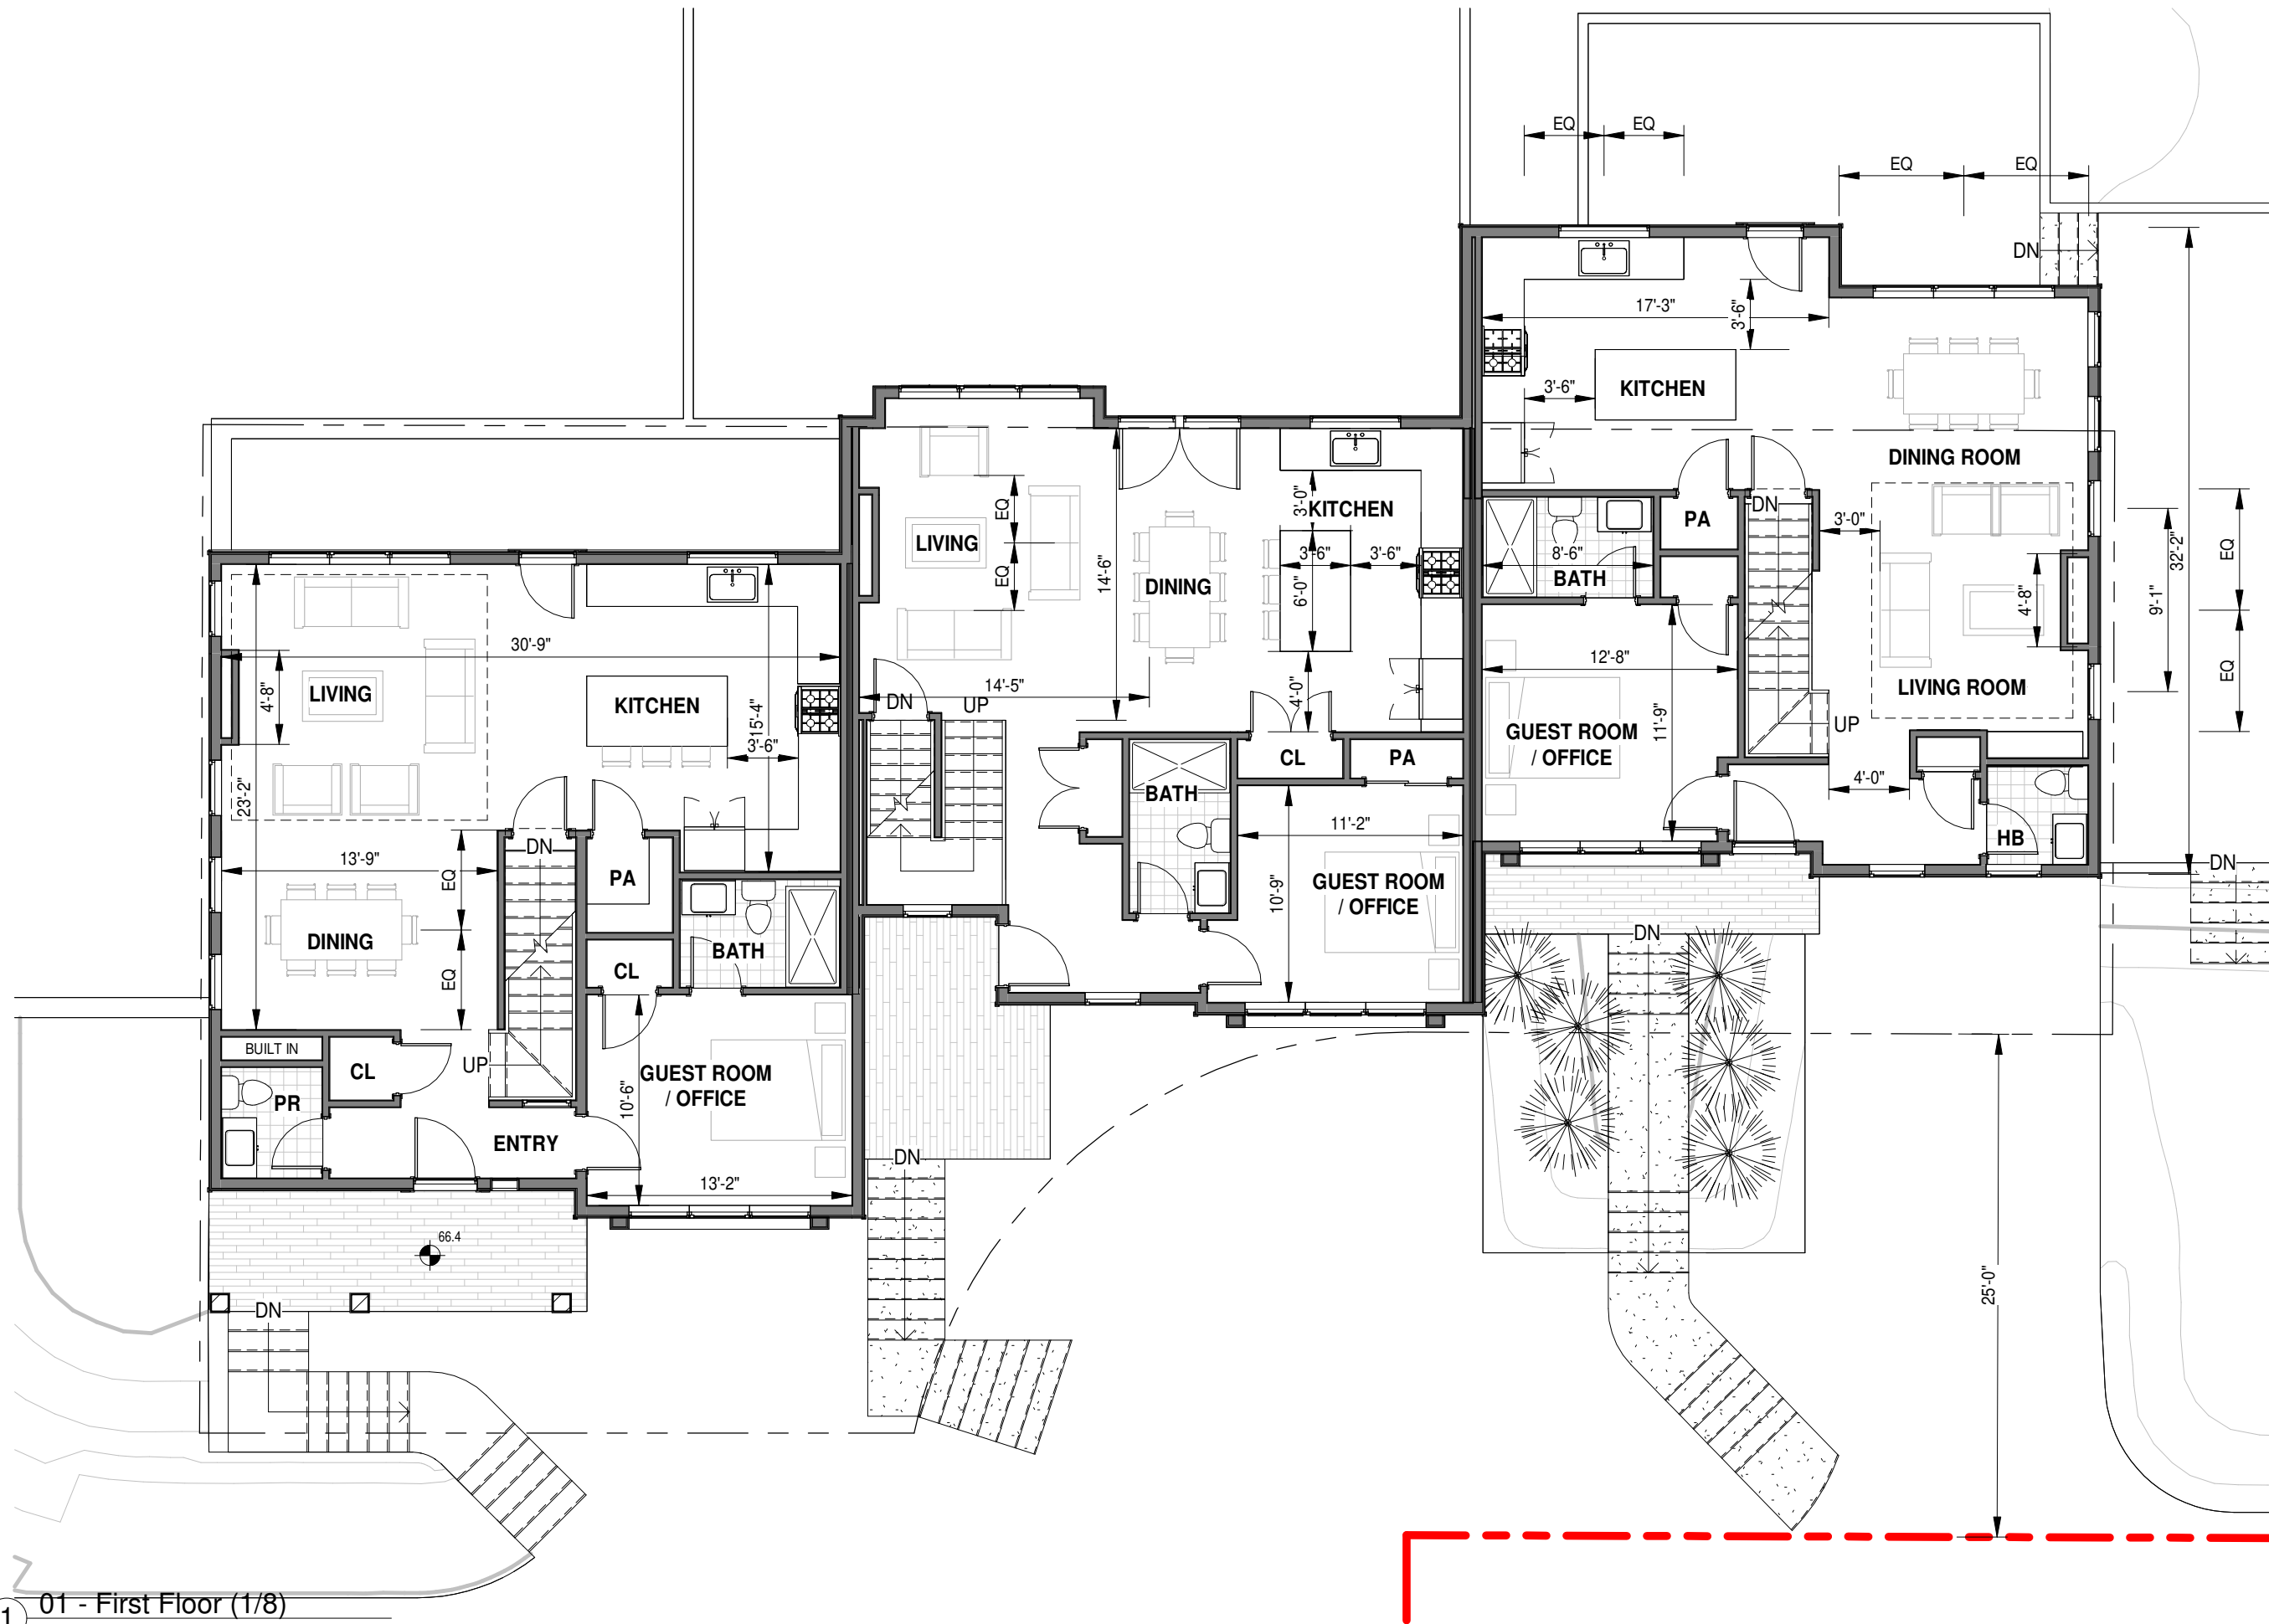 EQ
EQ
EQ
EQ
DN
17'-3"
3'-6"
3'-6"
KITCHEN
DINING ROOM
DN
PA
3'-0"
8'-6"
BATH
32'-2"
EQ
9'-1"
4'-8"
EQ
12'-8"
11'-9"
LIVING ROOM
GUEST ROOM
/ OFFICE
UP
4'-0"
HB
DN
DN
25'-0"
EQ
EQ
LIVING
14'-6"
DINING
3'-0"
KITCHEN
3'-6"
3'-6"
6'-0"
14'-5"
4'-0"
DN
UP
CL
PA
BATH
11'-2"
10'-9"
GUEST ROOM
/ OFFICE
DN
30'-9"
4'-8"
LIVING
KITCHEN
15'-4"
3'-6"
23'-2"
13'-9"
EQ
EQ
DN
PA
DINING
BATH
CL
BUILT IN
CL
UP
PR
GUEST ROOM
/ OFFICE
10'-6"
ENTRY
13'-2"
66.4
DN
1
01 - First Floor (1/8)